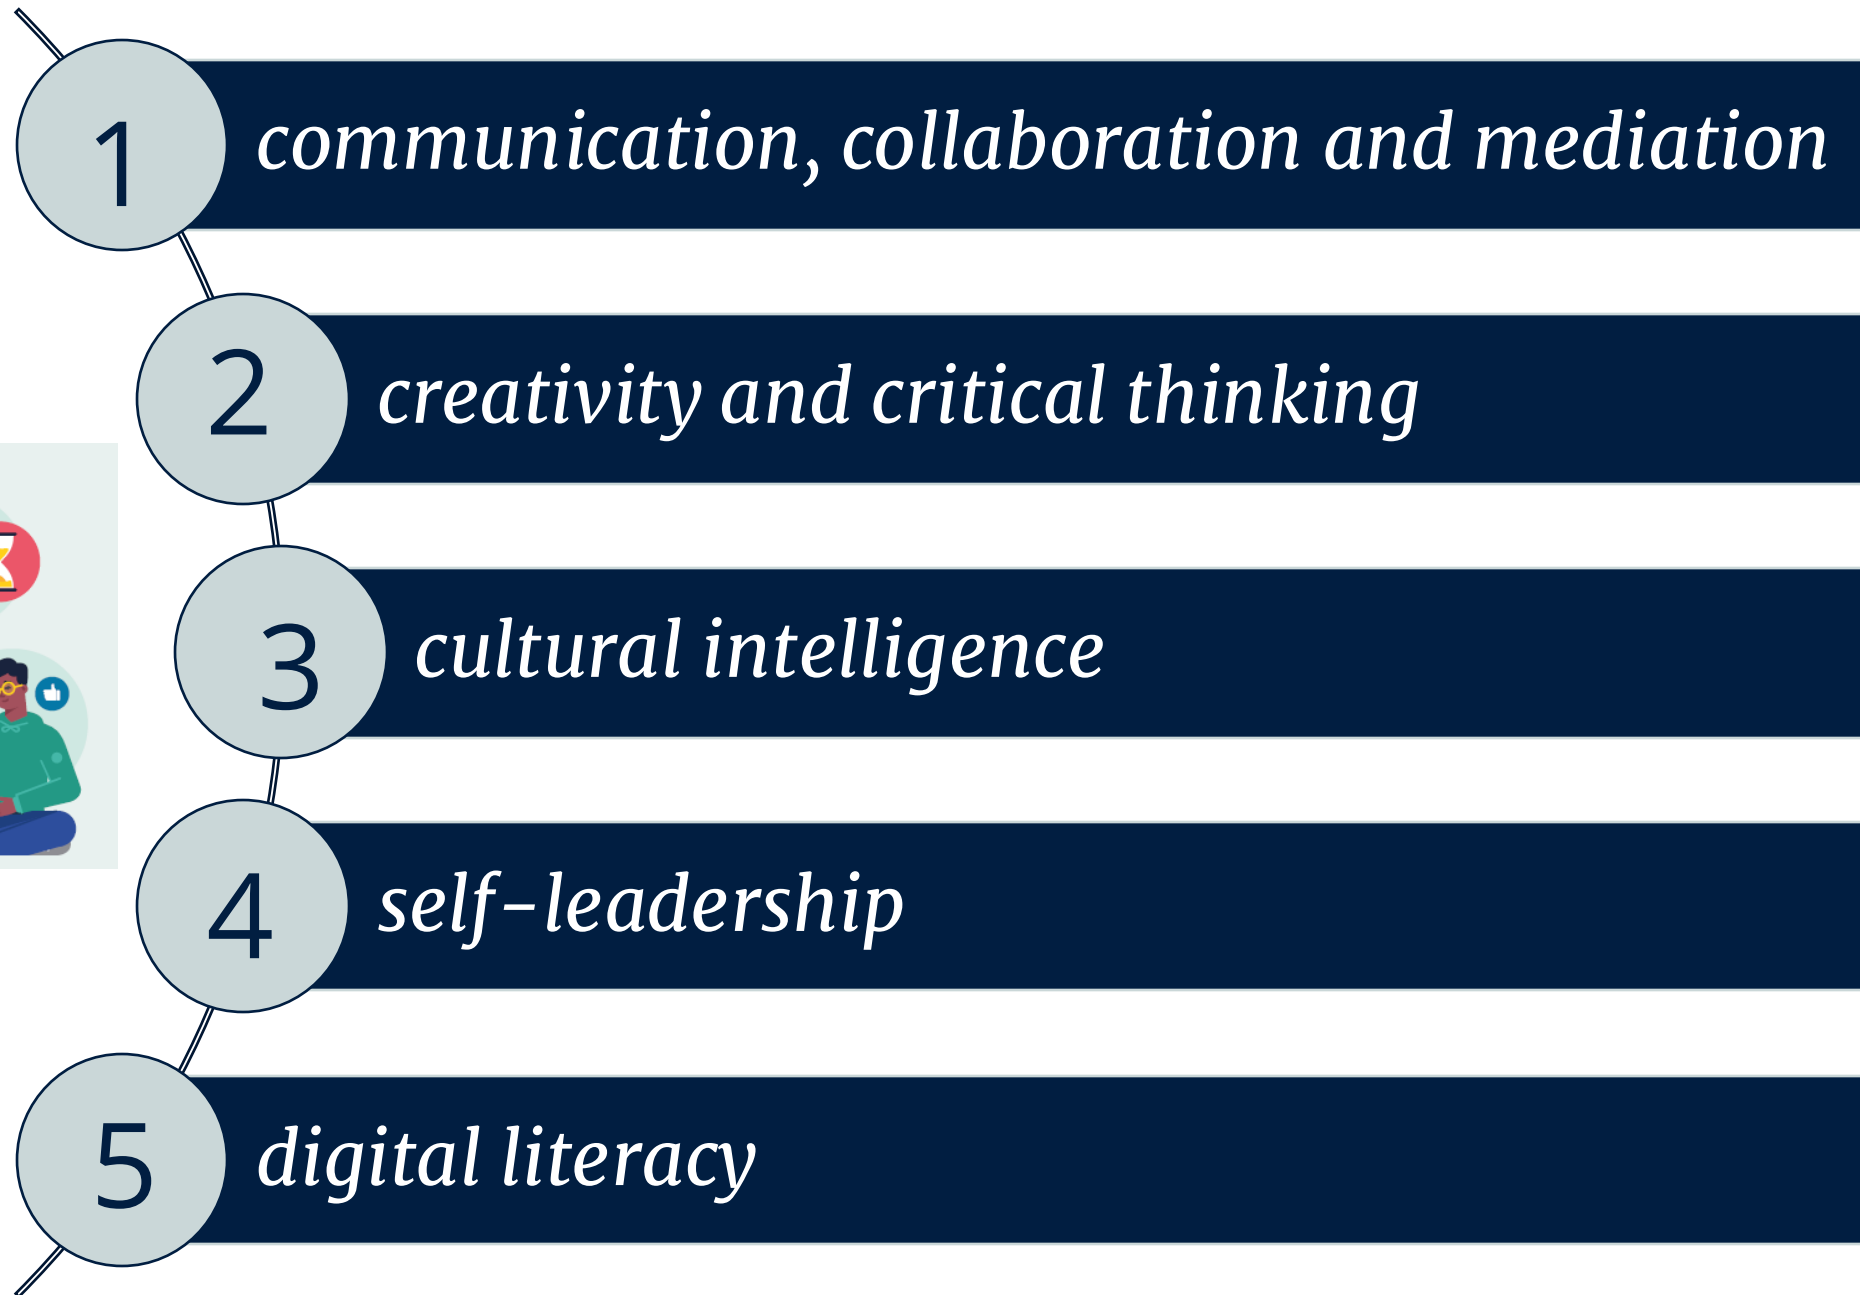 1
communication, collaboration and mediation
2
creativity and critical thinking
3
cultural intelligence
4
self-leadership
5
digital literacy